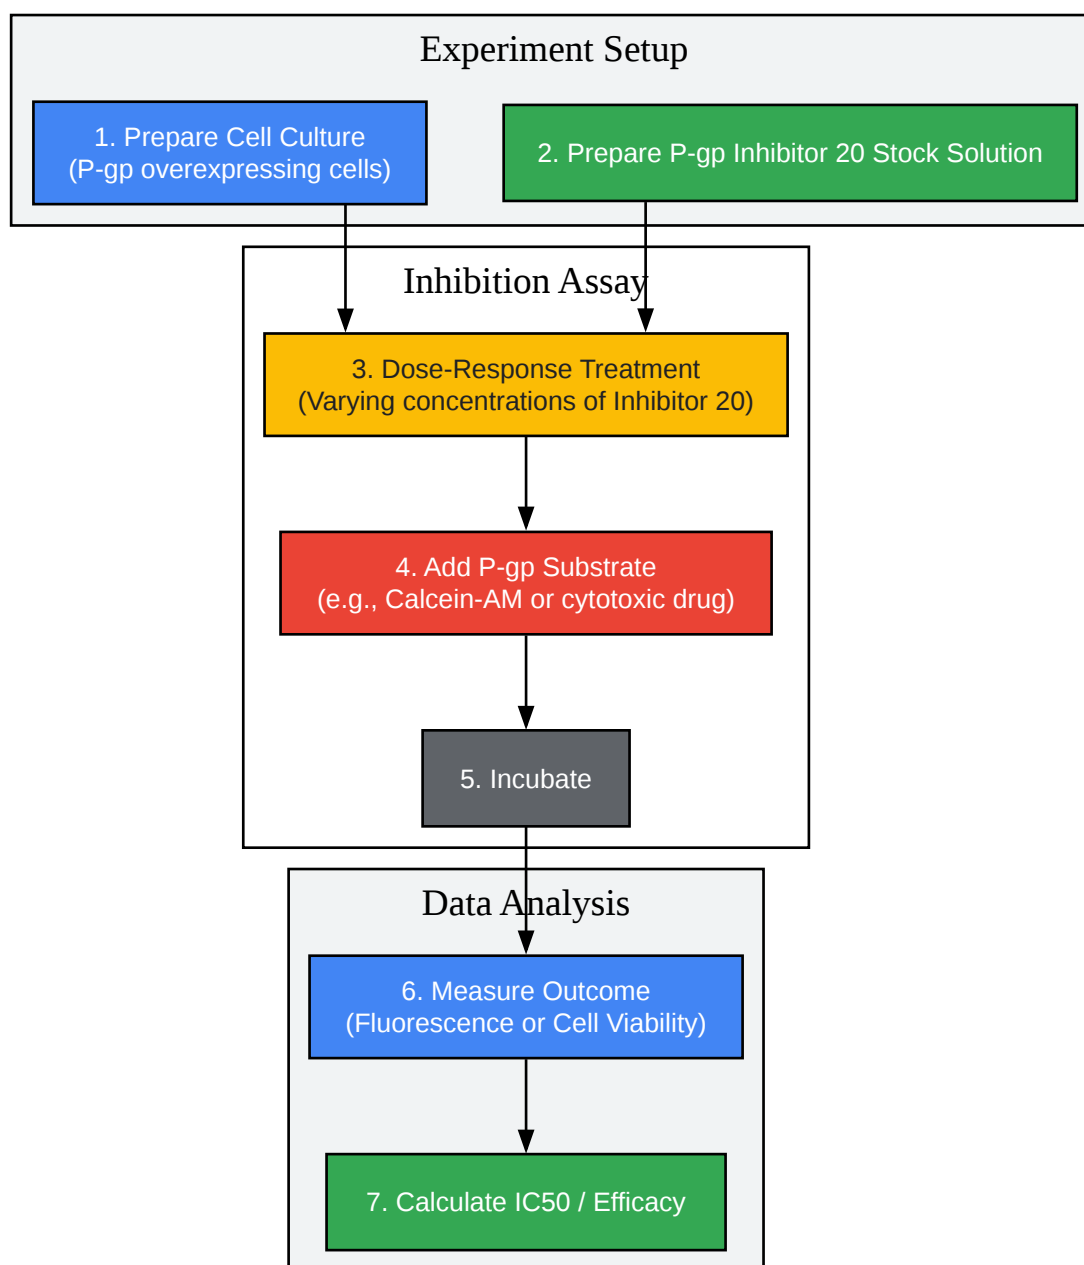 Experiment Setup
1. Prepare Cell Culture
(P-gp overexpressing cells)
2. Prepare P-gp Inhibitor 20 Stock Solution
Inhibition Assay
3. Dose-Response Treatment
(Varying concentrations of Inhibitor 20)
4. Add P-gp Substrate
(e.g., Calcein-AM or cytotoxic drug)
5. Incubate
Data Analysis
6. Measure Outcome
(Fluorescence or Cell Viability)
7. Calculate IC50 / Efficacy